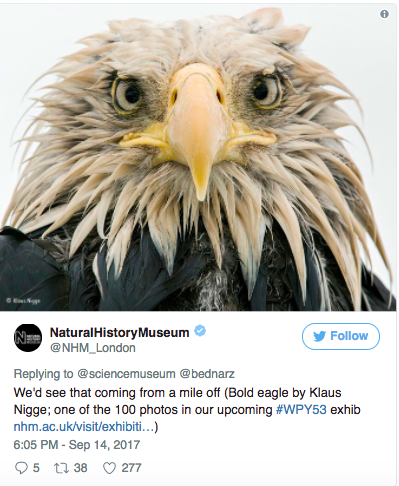 © Klaus Nigge
NaturalHistoryMuseum
@NHM_London
Follow
Replying to @sciencemuseum @bednarz
We'd see that coming from a mile off (Bold eagle by Klaus
Nigge; one of the 100 photos in our upcoming #WPY53 exhib
nhm.ac.uk/visit/exhibiti…)
6:05 PM - Sep 14, 2017
5 38 277